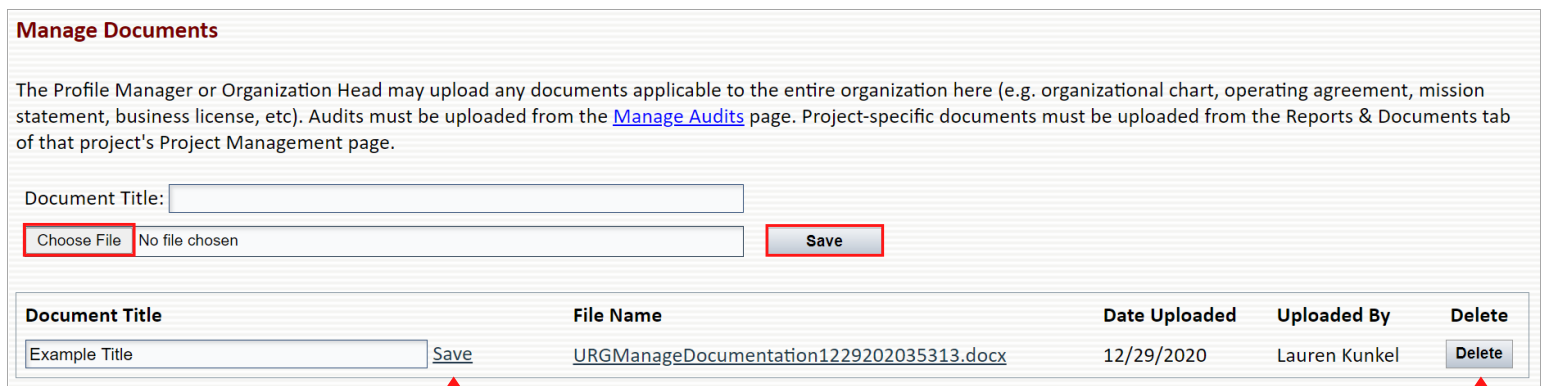 Manage Documents
The Profile Manager or Organization Head may upload any documents applicable to the entire organization here (e.g. organizational chart, operating agreement, mission
statement, business license, etc). Audits must be uploaded from the Manage Audits page. Project-specific documents must be uploaded from the Reports & Documents tab
of that project's Project Management page.
Document Title:
Choose File No file chosen Save
Document Title File Name Date Uploaded Uploaded By Delete
Example Title Save URGManageDocumentation1229202035313.docx 12/29/2020 Lauren Kunkel Delete